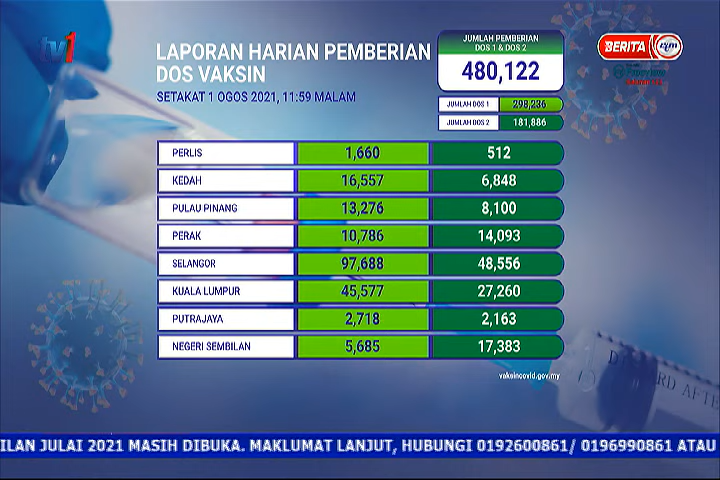 tv1
LAPORAN HARIAN PEMBERIAN
DOS VAKSIN
SETAKAT 1 OGOS 2021, 11:59 MALAM
JUMLAH PEMBERIAN
DOS 1 & DOS 2
480,122
JUMLAH DOS 1 298,236
JUMLAH DOS 2 181,886
BERITA rtm
PERLIS 1,660 512
KEDAH 16,557 6,848
PULAU PINANG 13,276 8,100
PERAK 10,786 14,093
SELANGOR 97,688 48,556
KUALA LUMPUR 45,577 27,260
PUTRAJAYA 2,718 2,163
NEGERI SEMBILAN 5,685 17,383
vaksincovid.gov.my
ILAN JULAI 2021 MASIH DIBUKA. MAKLUMAT LANJUT, HUBUNGI 0192600861/ 0196990861 ATAU